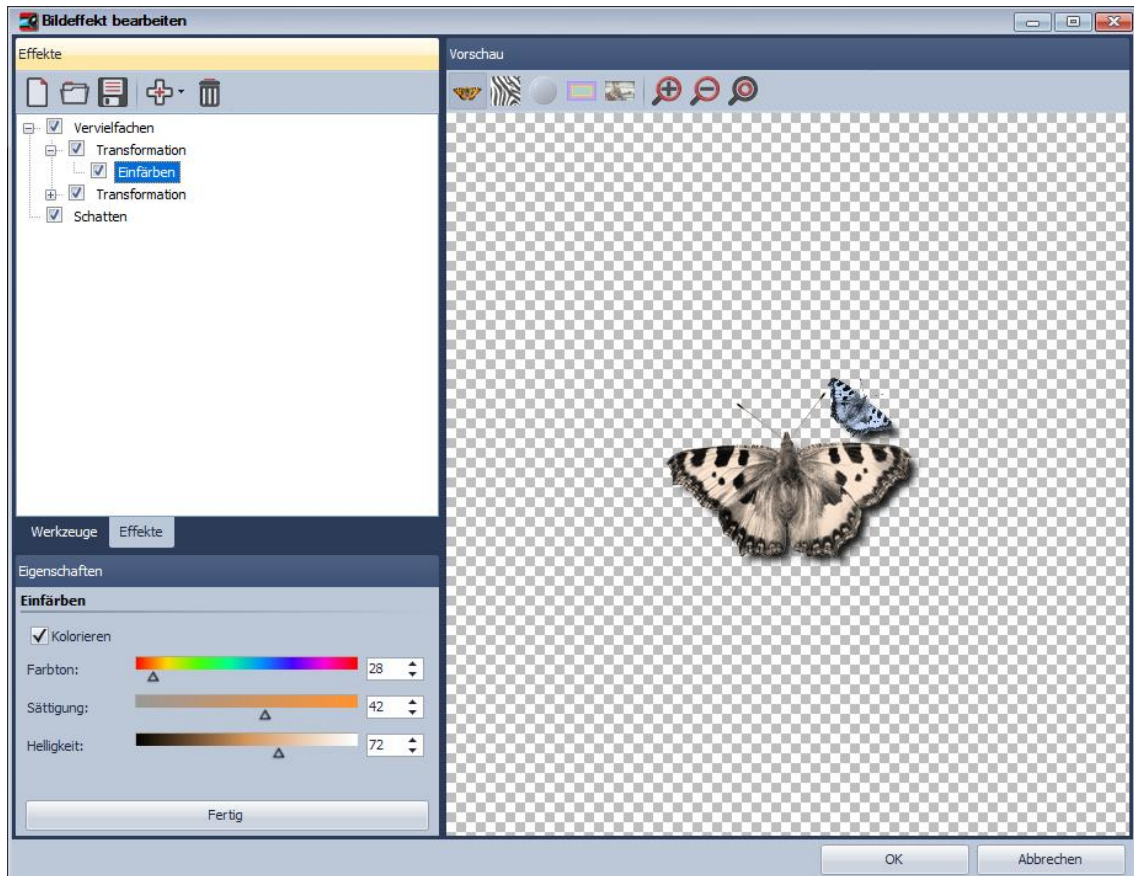 Bildeffekt bearbeiten
Effekte
Vorschau
Vervielfachen
Transformation
Einfärben
Transformation
Schatten
Werkzeuge Effekte
Eigenschaften
Einfärben
Kolorieren
Farbton: 28
Sättigung: 42
Helligkeit: 72
Fertig
OK Abbrechen